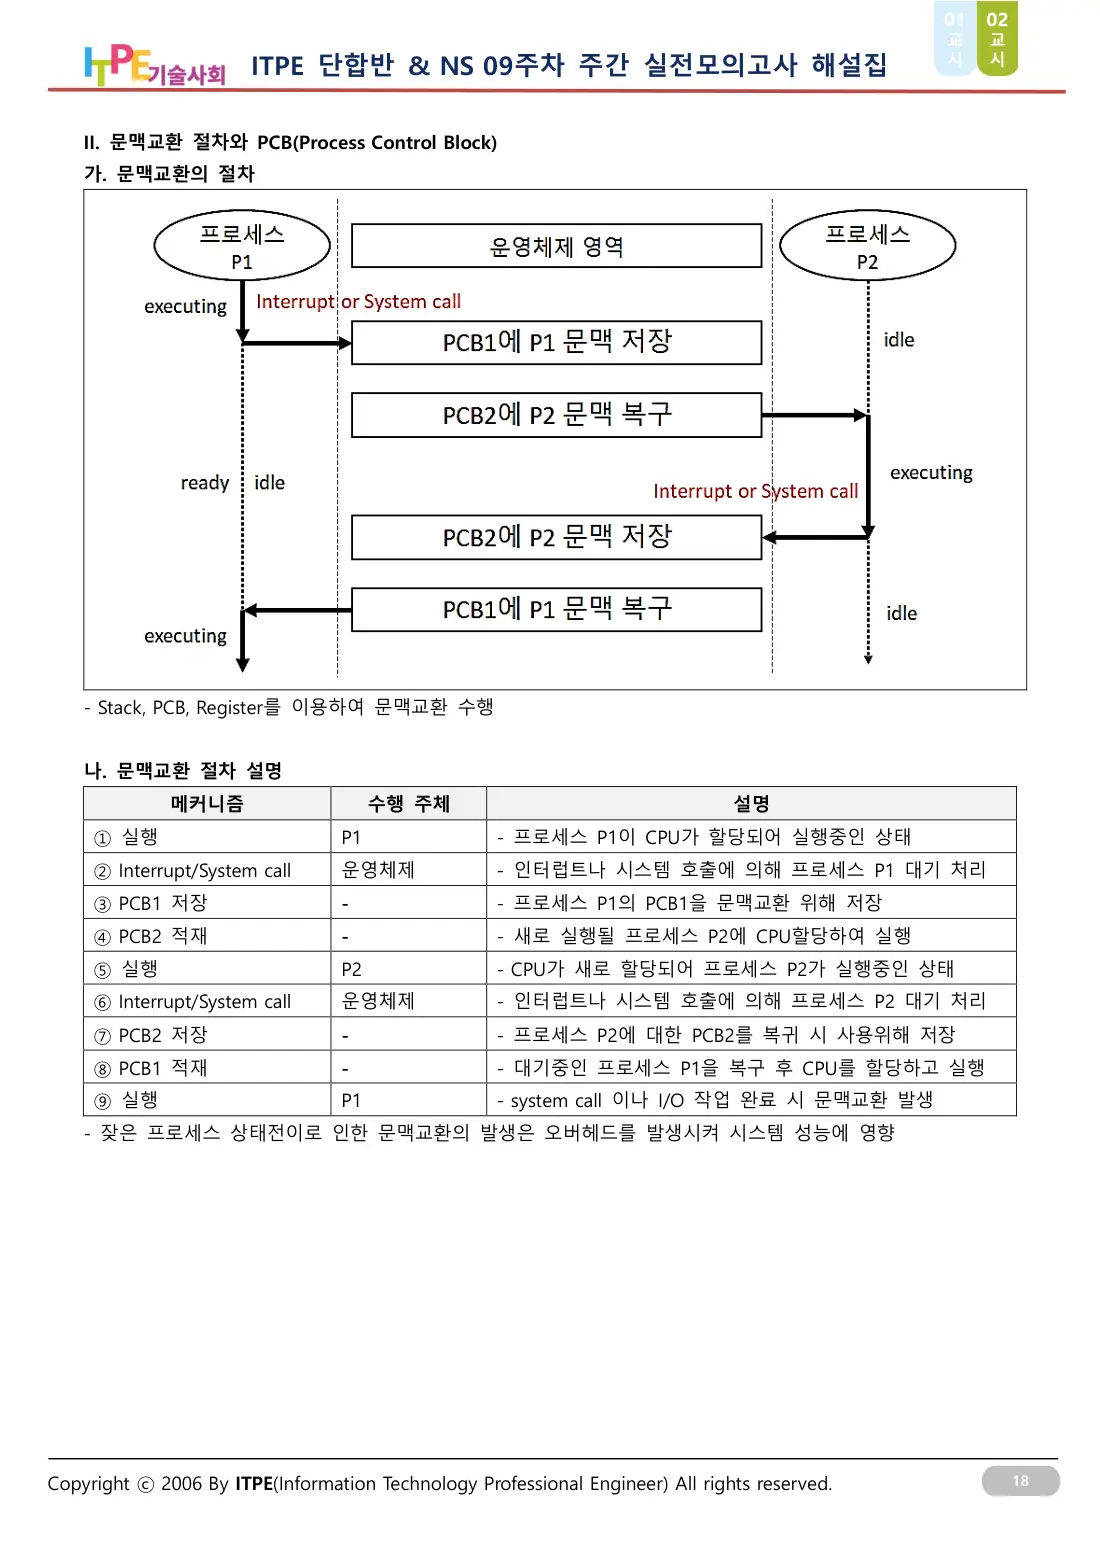 01
교
시
02
교
시
ITPE기술사회
ITPE 단합반 & NS 09주차 주간 실전모의고사 해설집
II. 문맥교환 절차와 PCB(Process Control Block)
가. 문맥교환의 절차
프로세스
P1
운영체제 영역
프로세스
P2
executing
Interrupt or System call
PCB1에 P1 문맥 저장
idle
PCB2에 P2 문맥 복구
ready
idle
executing
Interrupt or System call
PCB2에 P2 문맥 저장
PCB1에 P1 문맥 복구
idle
executing
- Stack, PCB, Register를 이용하여 문맥교환 수행
나. 문맥교환 절차 설명
메커니즘 수행 주체 설명
① 실행 P1 - 프로세스 P1이 CPU가 할당되어 실행중인 상태
② Interrupt/System call 운영체제 - 인터럽트나 시스템 호출에 의해 프로세스 P1 대기 처리
③ PCB1 저장 - - 프로세스 P1의 PCB1을 문맥교환 위해 저장
④ PCB2 적재 - - 새로 실행될 프로세스 P2에 CPU할당하여 실행
⑤ 실행 P2 - CPU가 새로 할당되어 프로세스 P2가 실행중인 상태
⑥ Interrupt/System call 운영체제 - 인터럽트나 시스템 호출에 의해 프로세스 P2 대기 처리
⑦ PCB2 저장 - - 프로세스 P2에 대한 PCB2를 복귀 시 사용위해 저장
⑧ PCB1 적재 - - 대기중인 프로세스 P1을 복구 후 CPU를 할당하고 실행
⑨ 실행 P1 - system call 이나 I/O 작업 완료 시 문맥교환 발생
- 잦은 프로세스 상태전이로 인한 문맥교환의 발생은 오버헤드를 발생시켜 시스템 성능에 영향
Copyright ⓒ 2006 By ITPE(Information Technology Professional Engineer) All rights reserved.
18